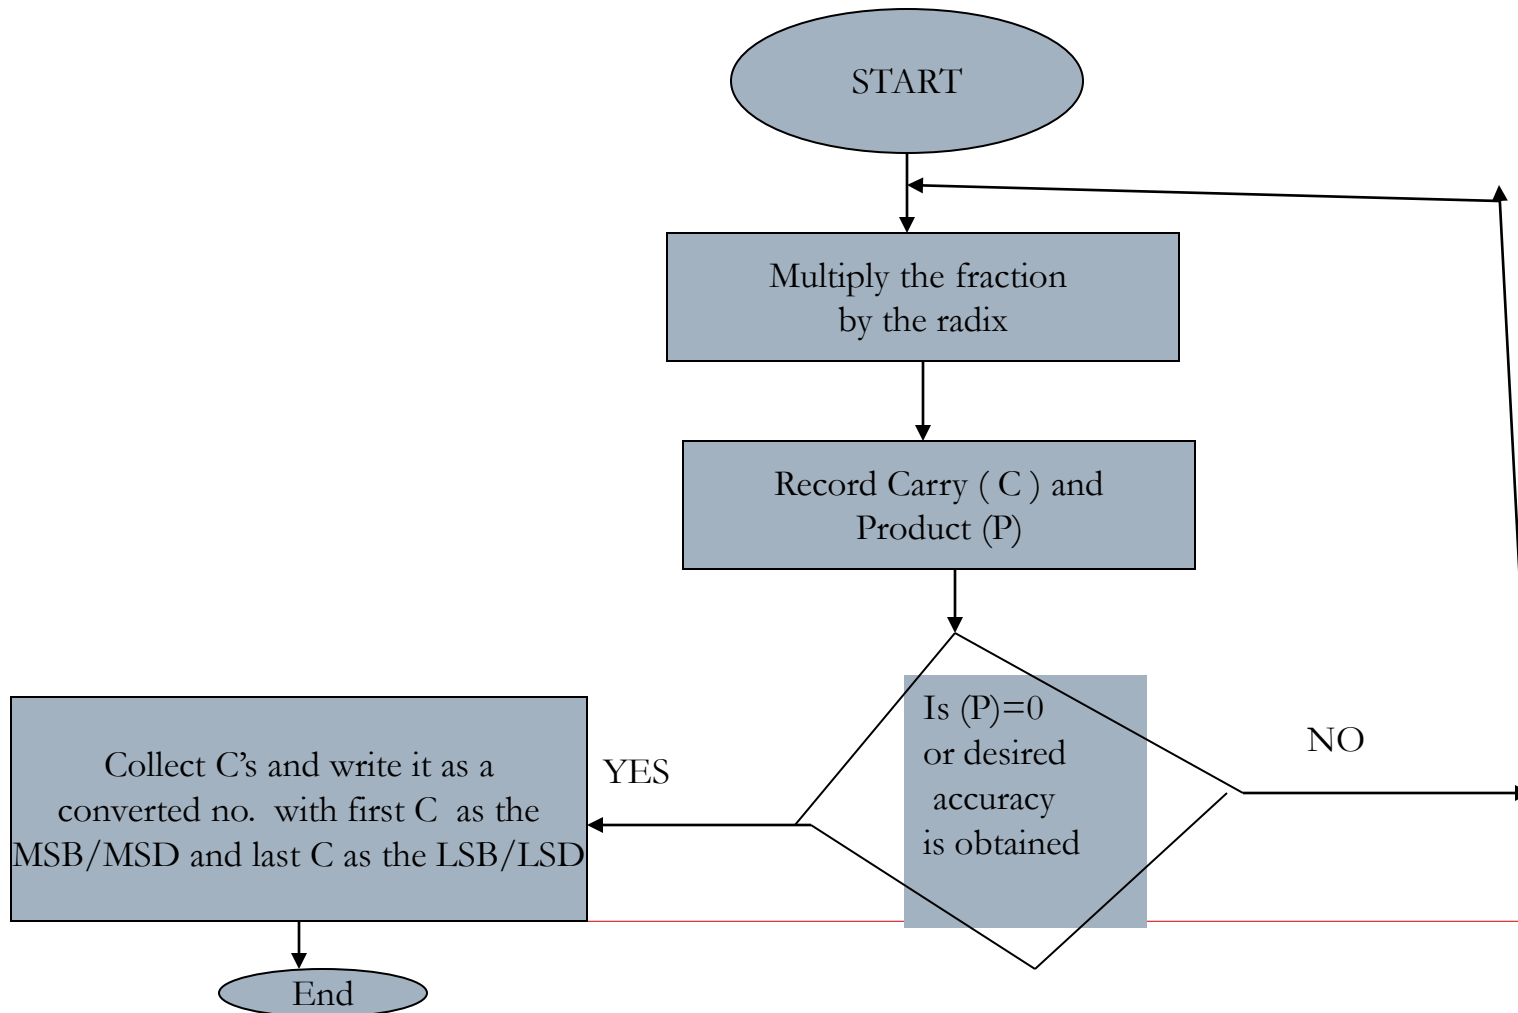 START
Multiply the fraction
by the radix
Record Carry ( C ) and
Product (P)
Is (P)=0
or desired
accuracy
is obtained
NO
YES
Collect C’s and write it as a
converted no.  with first C  as the
MSB/MSD and last C as the LSB/LSD
End